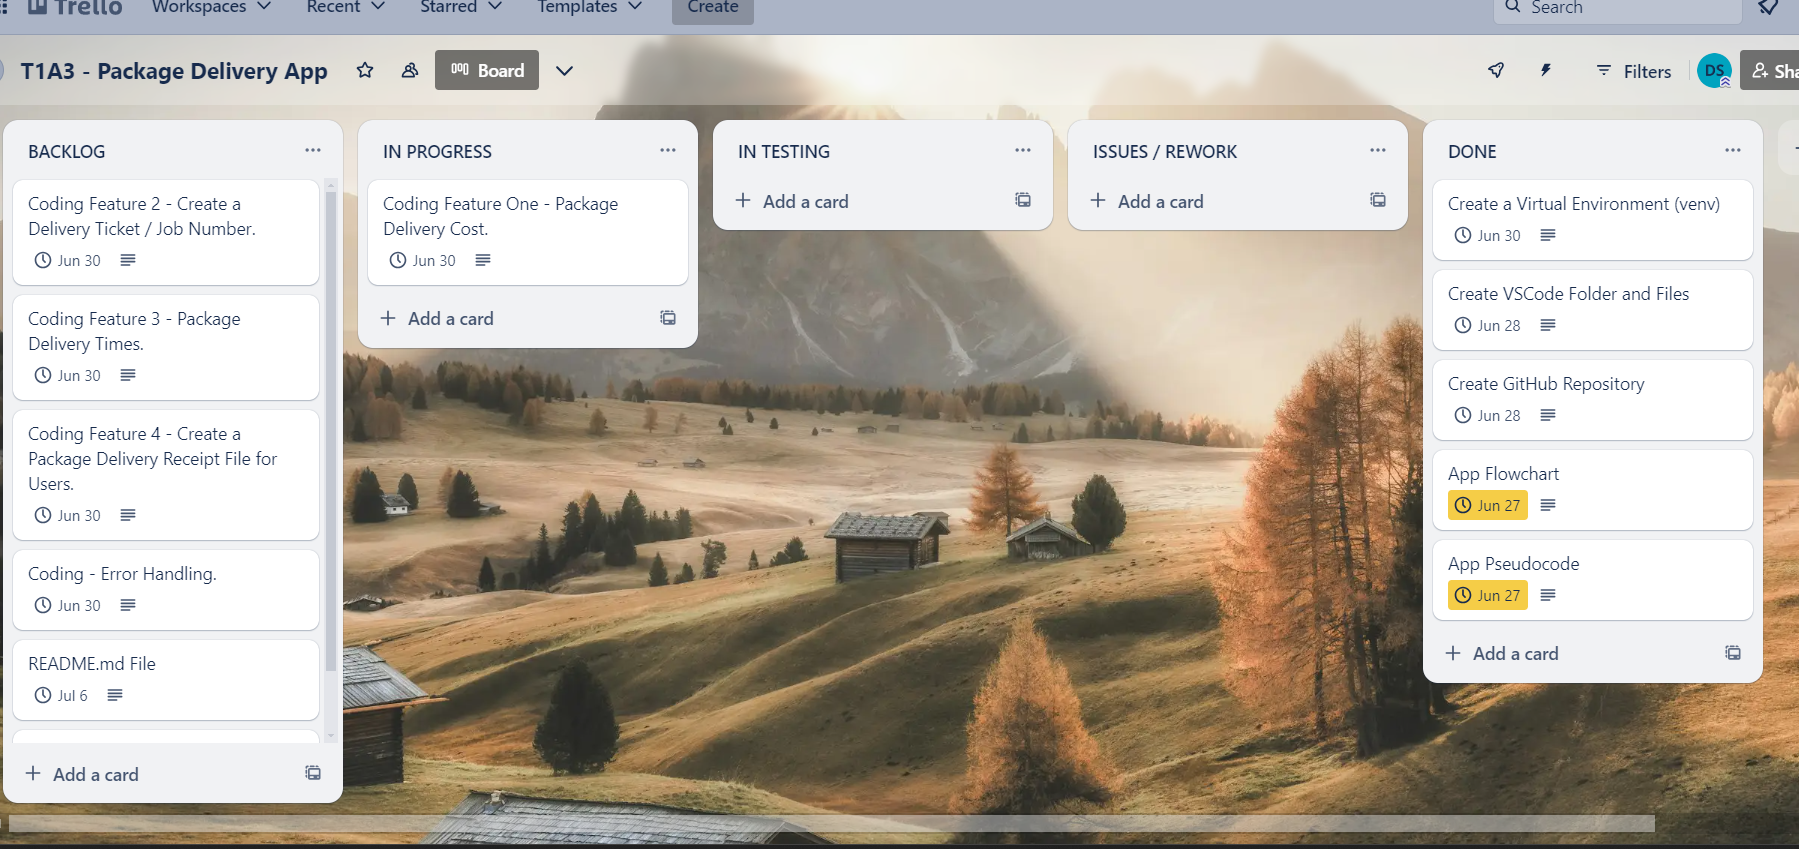 Trello
Workspaces
Recent
Starred
Templates
Create
Search
T1A3 - Package Delivery App
Board
Filters
DS
Sha
BACKLOG
Coding Feature 2 - Create a
Delivery Ticket / Job Number.
Jun 30
Coding Feature 3 - Package
Delivery Times.
Jun 30
Coding Feature 4 - Create a
Package Delivery Receipt File for
Users.
Jun 30
Coding - Error Handling.
Jun 30
README.md File
Jul 6
Add a card
IN PROGRESS
Coding Feature One - Package
Delivery Cost.
Jun 30
Add a card
IN TESTING
Add a card
ISSUES / REWORK
Add a card
DONE
Create a Virtual Environment (venv)
Jun 30
Create VSCode Folder and Files
Jun 28
Create GitHub Repository
Jun 28
App Flowchart
Jun 27
App Pseudocode
Jun 27
Add a card